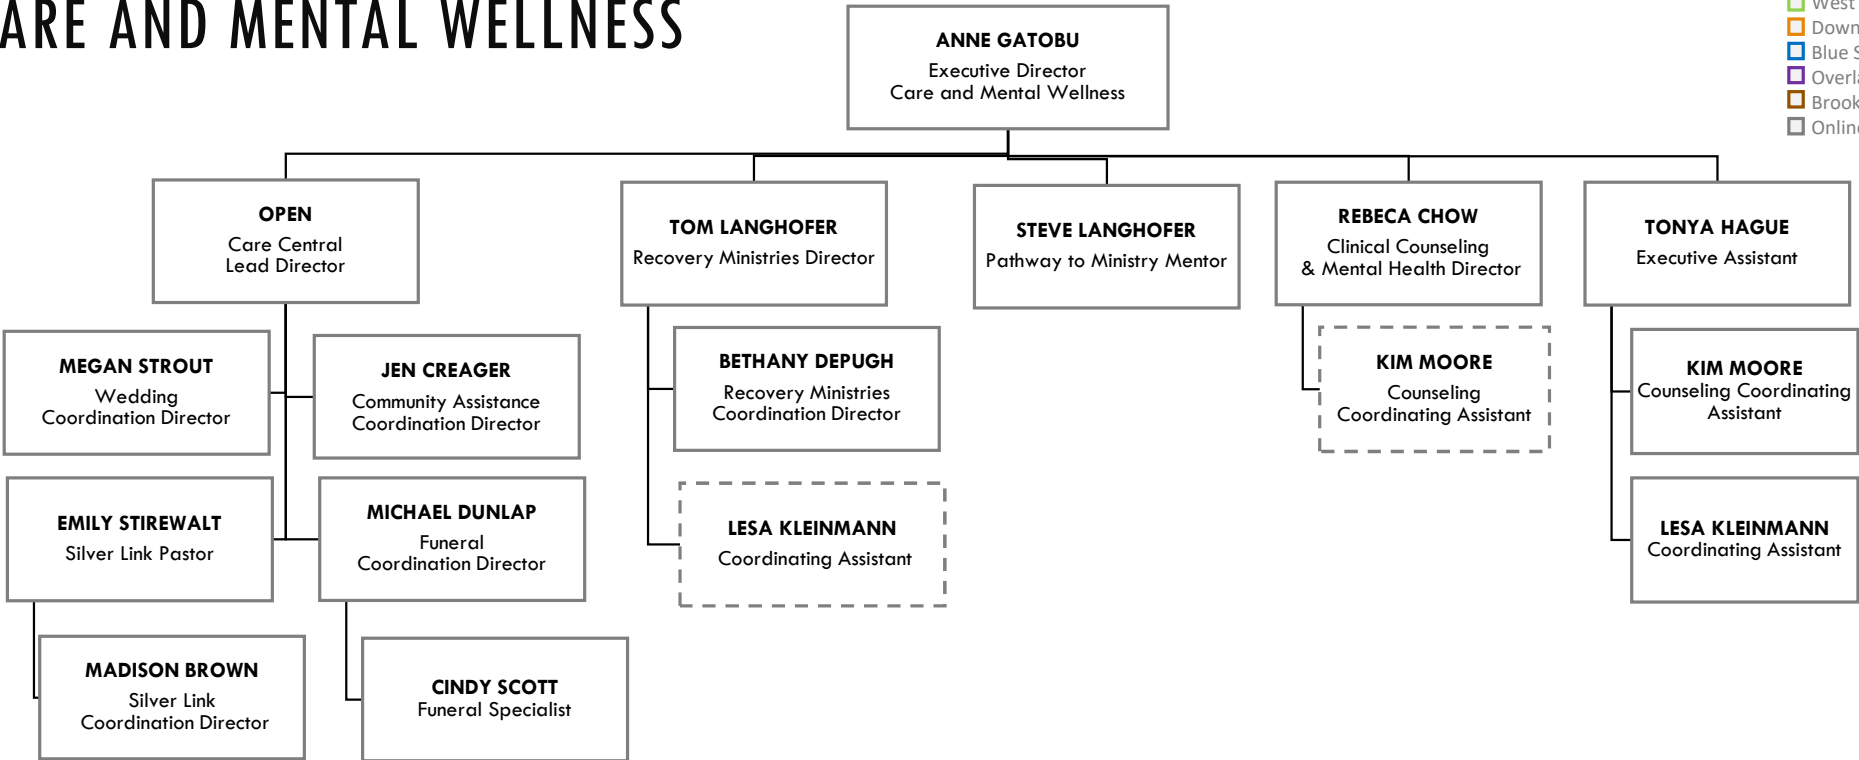 ARE AND MENTAL WELLNESS
ANNE GATOBU
Executive Director
Care and Mental Wellness
West
Blue
OPEN
Care Central
Lead Director
TOM LANGHOFER
Recovery Ministries Director
STEVE LANGHOFER
Pathway to Ministry Mentor
REBECA CHOW
Clinical Counseling
& Mental Health Director
TONYA HAGUE
Executive Assistant
MEGAN STROUT
Wedding
Coordination Director
JEN CREAGER
Community Assistance
Coordination Director
BETHANY DEPUGH
Recovery Ministries
Coordination Director
KIM MOORE
Counseling
Coordinating Assistant
KIM MOORE
Counseling Coordinating
Assistant
EMILY STIREWALT
Silver Link Pastor
MICHAEL DUNLAP
Funeral
Coordination Director
LESA KLEINMANN
Coordinating Assistant
LESA KLEINMANN
Coordinating Assistant
MADISON BROWN
Silver Link
Coordination Director
CINDY SCOTT
Funeral Specialist